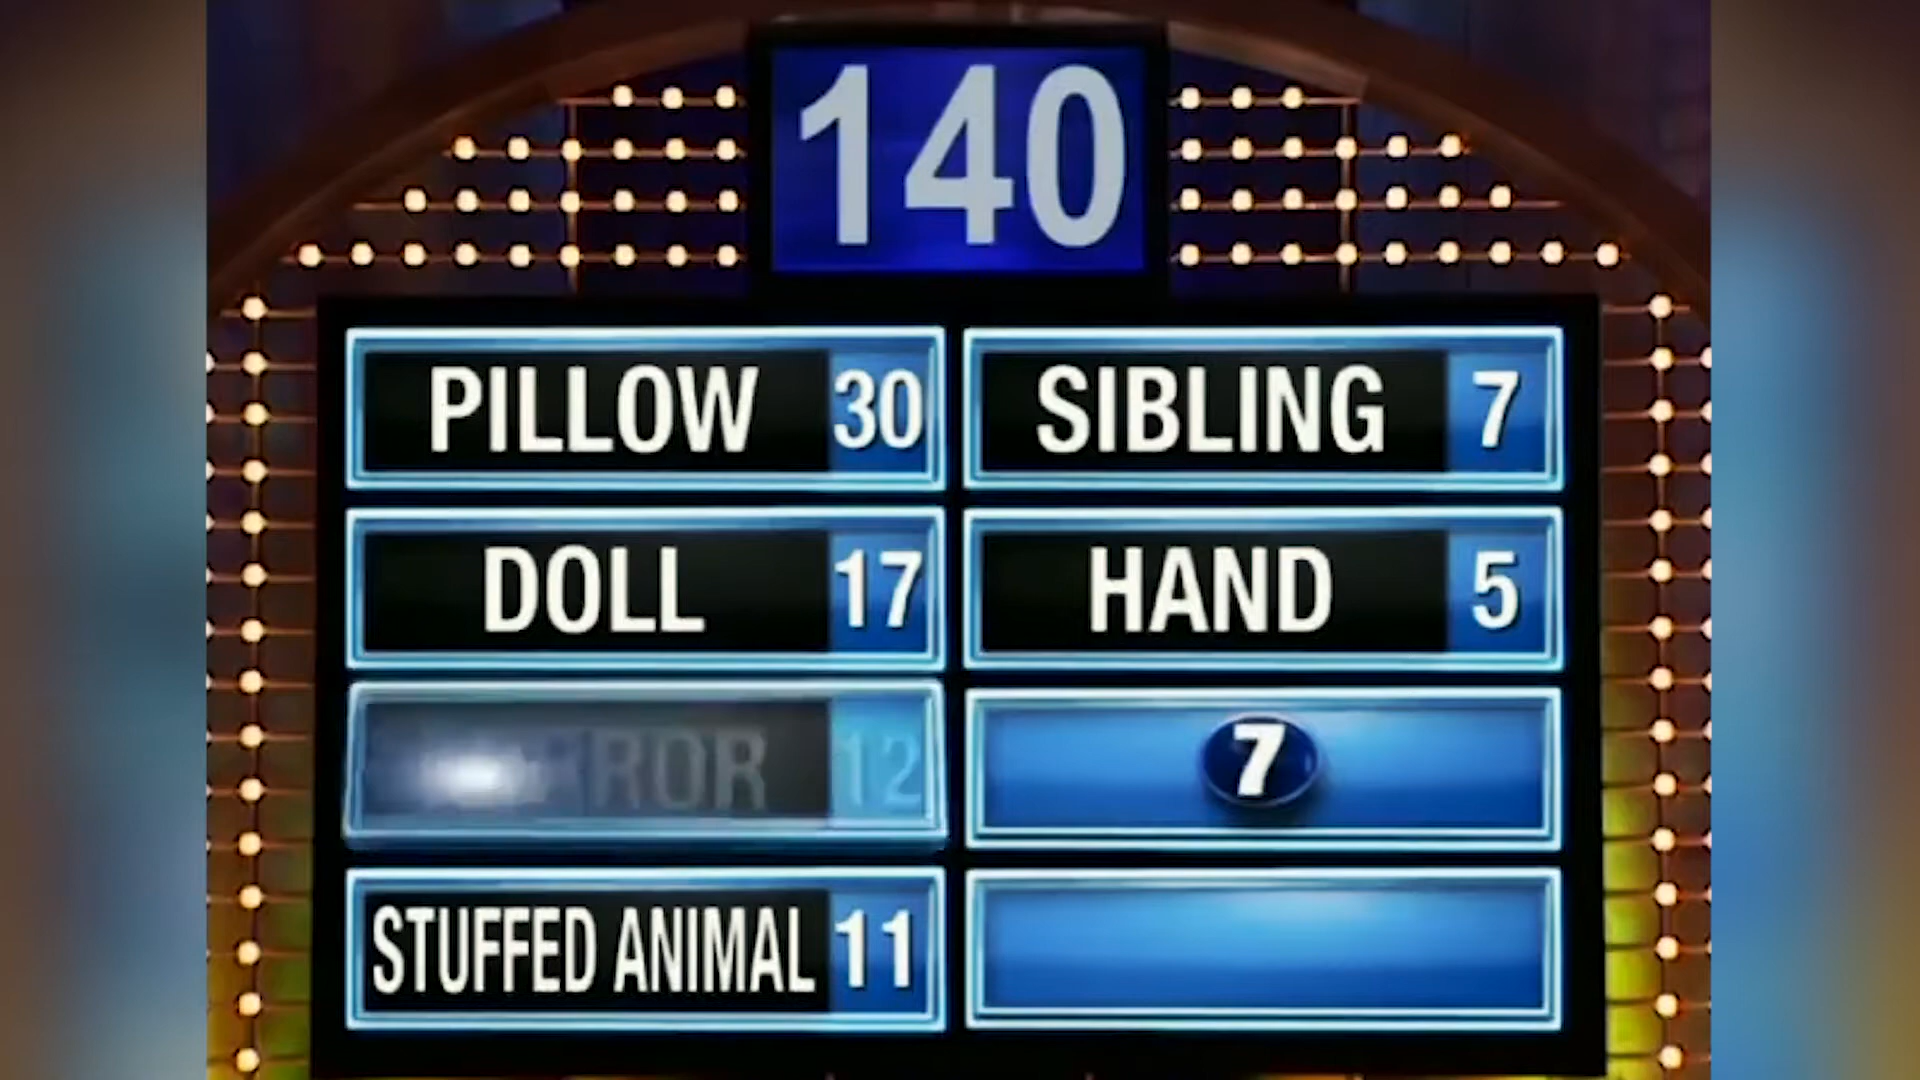 140
PILLOW 30
SIBLING 7
DOLL 17
HAND 5
12
7
STUFFED ANIMAL 11